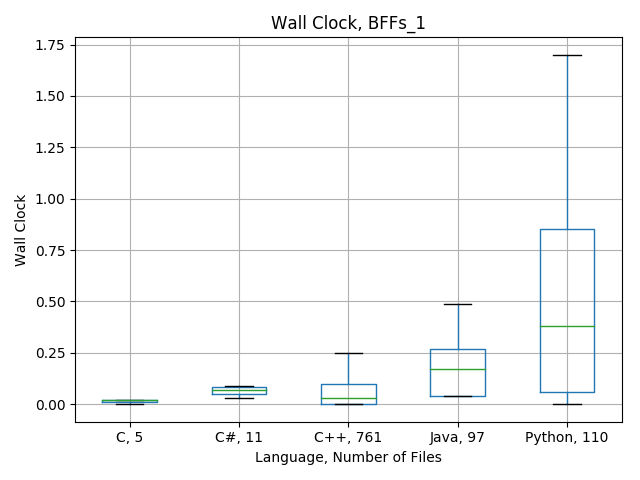 Wall Clock, BFFs_1
Wall Clock
1.75
1.50
1.25
1.00
0.75
0.50
0.25
0.00
C, 5
C#, 11
C++, 761
Java, 97
Python, 110
Language, Number of Files